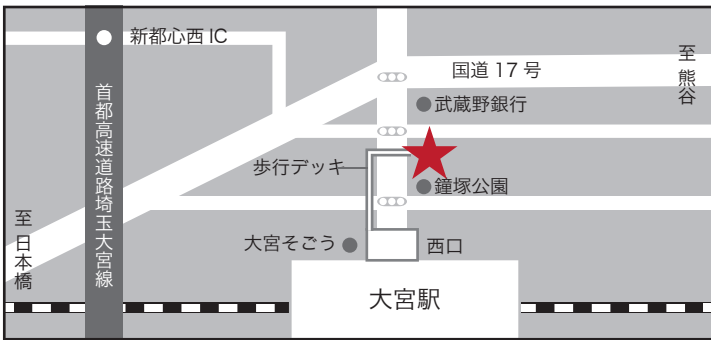 新都心西 IC
国道 17 号
至 熊谷
首都高速道路埼玉大宮線
武蔵野銀行
歩行デッキ
鐘塚公園
至 日本橋
大宮そごう
西口
大宮駅